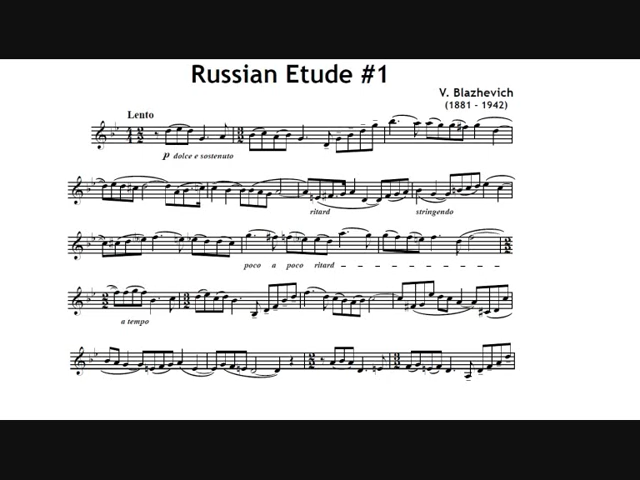 Russian Etude #1
V. Blazhevich
(1881 - 1942)
Lento
p dolce e sostenuto
ritard stringendo
poco a poco ritard
a tempo